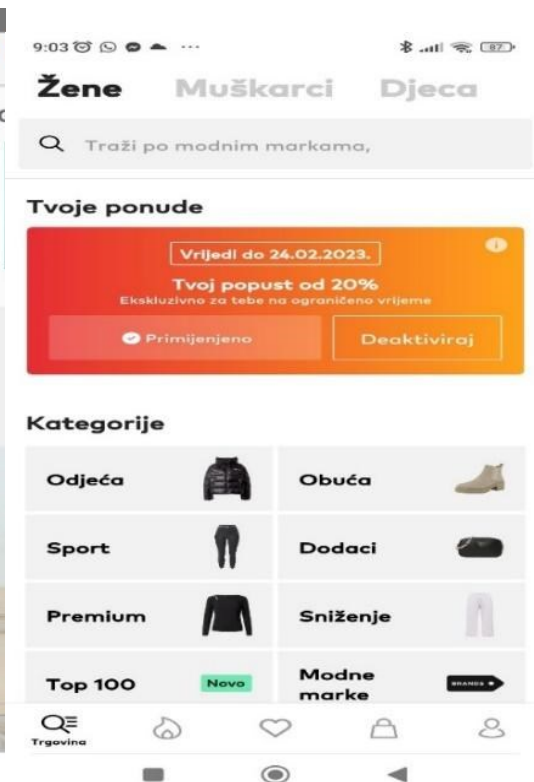 9:03
87
Žene Muškarci Djeca
Traži po modnim markama,
Tvoje ponude
Vrijedi do 24.02.2023.
i
Tvoj popust od 20%
Ekskluzivno za tebe na ograničeno vrijeme
Primijenjeno Deaktiviraj
Kategorije
Odjeća Obuća
Sport Dodaci
Premium Sniženje
Top 100 Novo Modne
marke
BRANDS
Trgovina